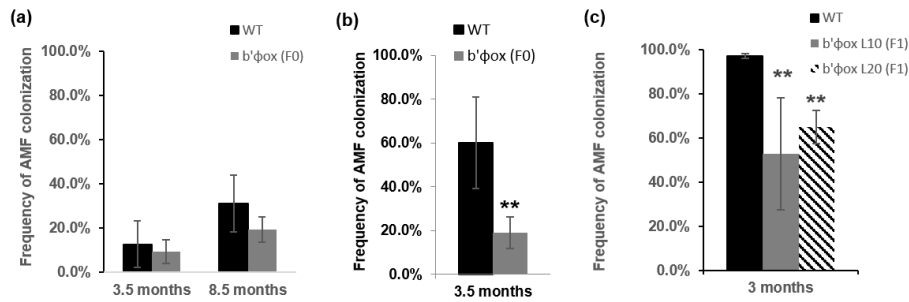 (a)
WT
b'φox (F0)
Frequency of AMF colonization
100.0%
80.0%
60.0%
40.0%
20.0%
0.0%
3.5 months
8.5 months
(b)
WT
b'φox (F0)
Frequency of AMF colonization
100.0%
80.0%
60.0%
40.0%
20.0%
0.0%
**
3.5 months
(c)
WT
b'φox L10 (F1)
b'φox L20 (F1)
Frequency of AMF colonization
100.0%
80.0%
60.0%
40.0%
20.0%
0.0%
**
**
3 months